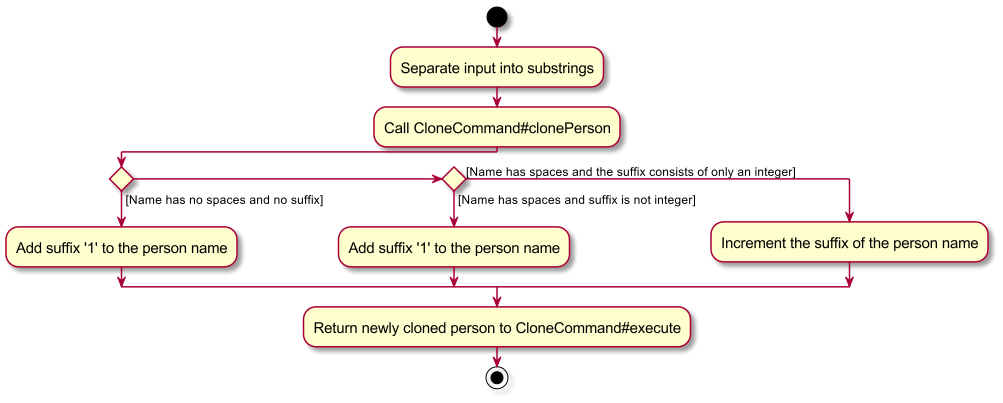 Separate input into substrings
Call CloneCommand#clonePerson
[Name has spaces and the suffix consists of only an integer]
[Name has no spaces and no suffix]
[Name has spaces and suffix is not integer]
Add suffix '1' to the person name
Add suffix '1' to the person name
Increment the suffix of the person name
Return newly cloned person to CloneCommand#execute